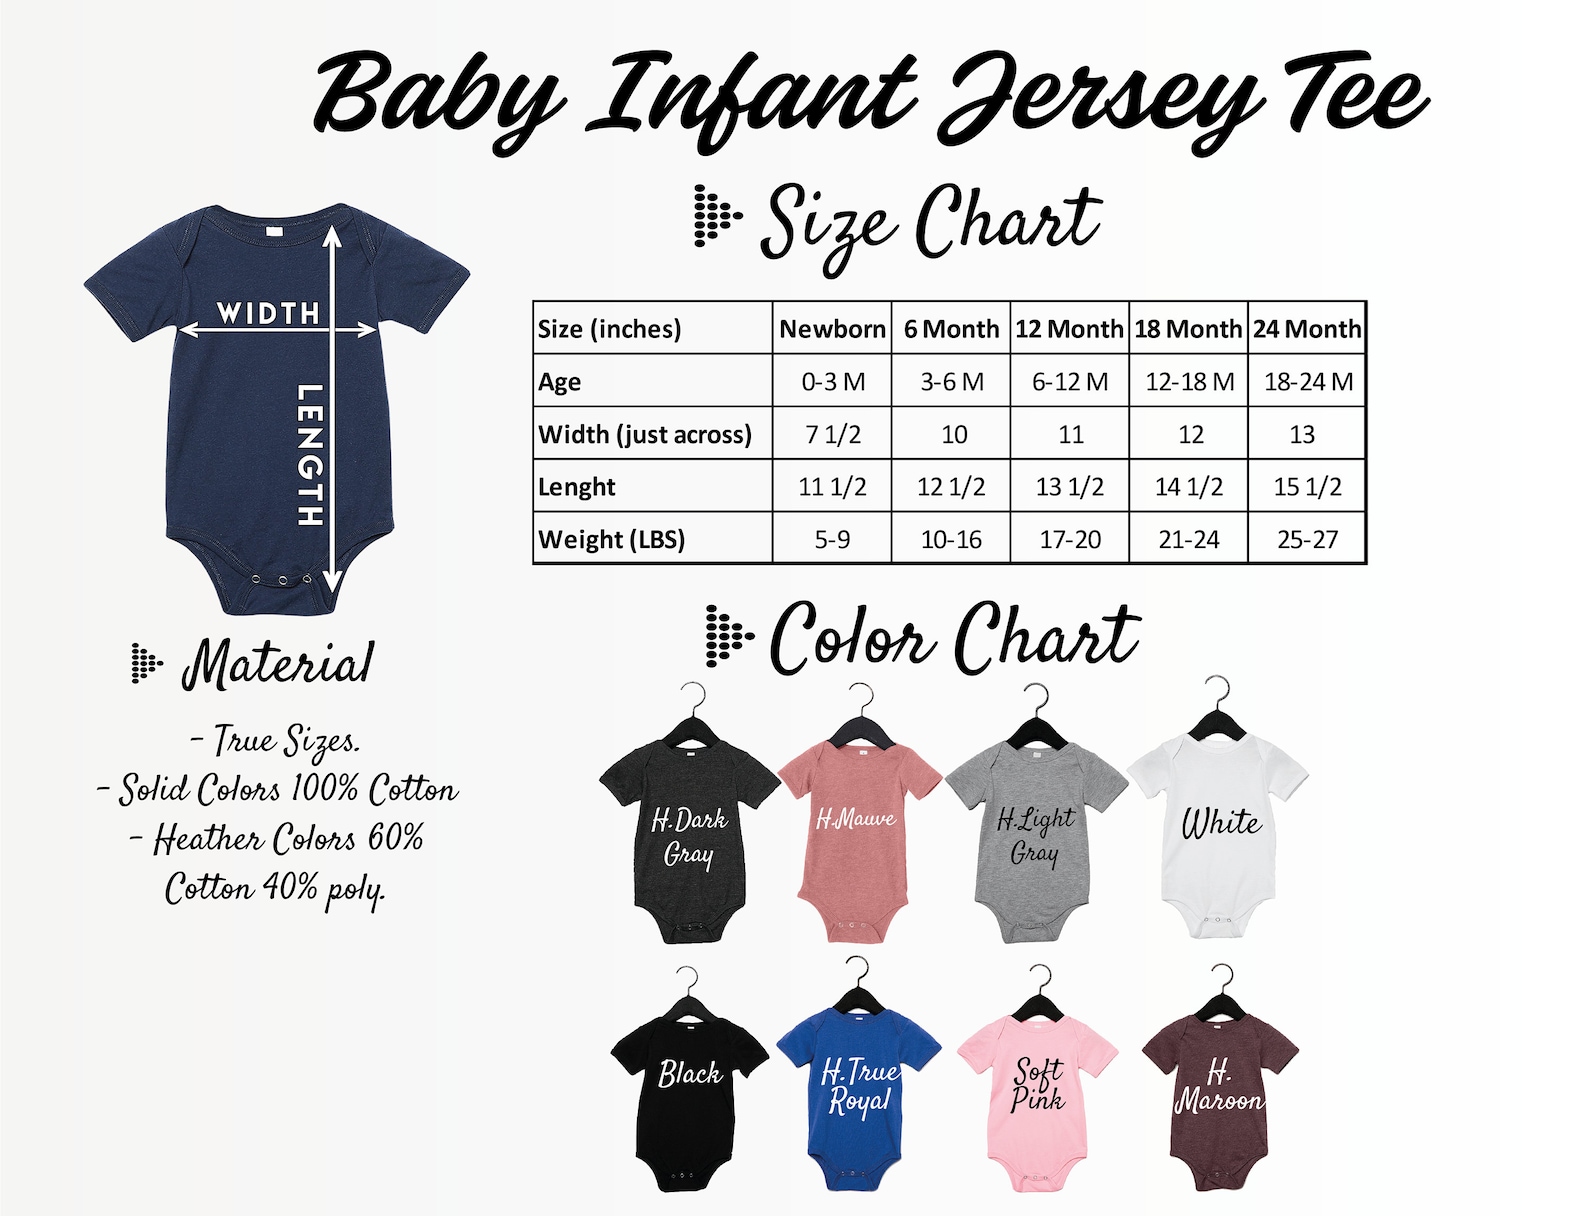 Baby Infant Jersey Tee
Size Chart
WIDTH
LENGTH
Size (inches) Newborn 6 Month 12 Month 18 Month 24 Month
Age 0-3 M 3-6 M 6-12 M 12-18 M 18-24 M
Width (just across) 7 1/2 10 11 12 13
Lenght 11 1/2 12 1/2 13 1/2 14 1/2 15 1/2
Weight (LBS) 5-9 10-16 17-20 21-24 25-27
Material
- True Sizes.
- Solid Colors 100% Cotton
- Heather Colors 60%
Cotton 40% poly.
Color Chart
H.Dark
Gray
H.Mauve
H.Light
Gray
White
Black
H.True
Royal
Soft
Pink
H.
Maroon